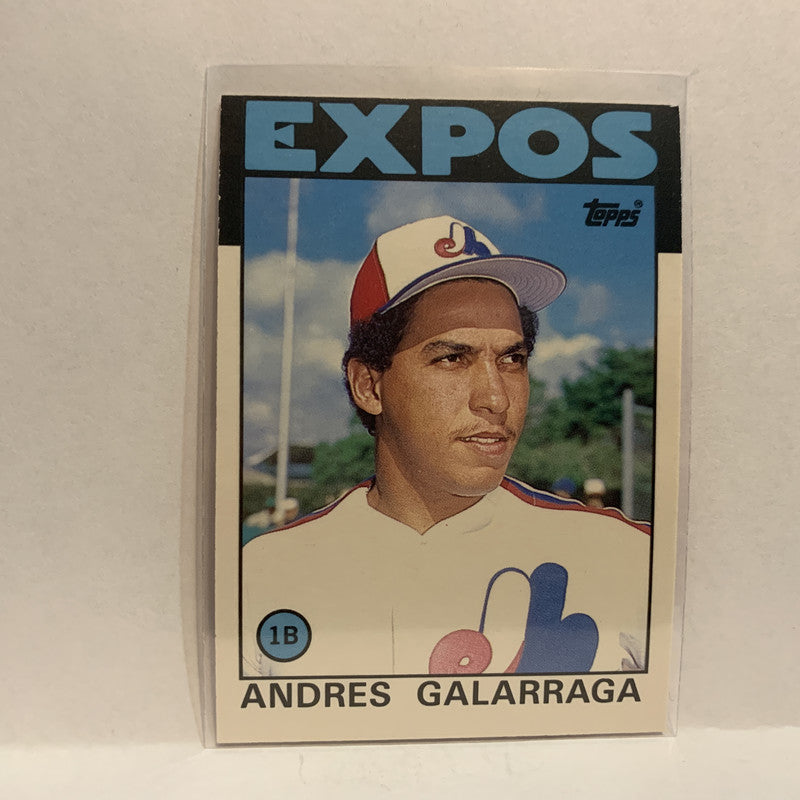 EXPOS
Topps®
1B
ANDRES GALARRAGA